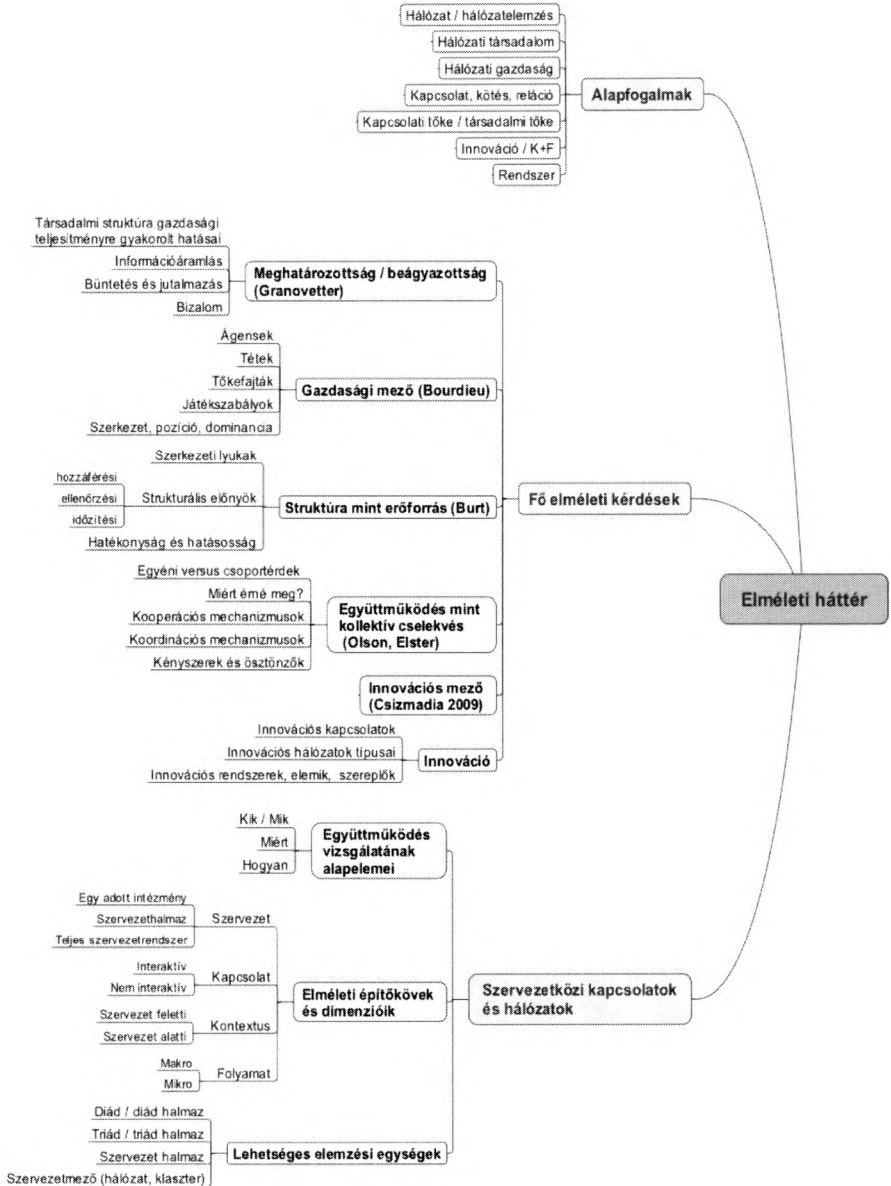 Hálózat / hálózatelemzés
Hálózati társadalom
Hálózati gazdaság
Kapcsolat, kötés, reláció
Kapcsolati tőke / társadalmi tőke
Innováció / K+F
Rendszer
Alapfogalmak
Társadalmi struktúra gazdasági
teljesítményre gyakorolt hatásai
Információáramlás
Büntetés és jutalmazás
Bizalom
Meghatározottság / beágyazottság
(Granovetter)
Ágensek
Tétek
Tőkefajták
Játékszabályok
Szerkezet, pozíció, dominancia
Gazdasági mező (Bourdieu)
Szerkezeti lyukak
hozzáférési
ellenőrzési
időzítési
Strukturális előnyök
Hatékonyság és hatásosság
Struktúra mint erőforrás (Burt)
Fő elméleti kérdések
Egyéni versus csoportérdek
Miért érné meg?
Kooperációs mechanizmusok
Koordinációs mechanizmusok
Kényszerek és ösztönzők
Együttműködés mint
kollektív cselekvés
(Olson, Elster)
Elméleti háttér
Innovációs mező
(Csizmadia 2009)
Innovációs kapcsolatok
Innovációs hálózatok típusai
Innovációs rendszerek, elemik, szereplők
Innováció
Kik / Mik
Miért
Hogyan
Együttműködés
vizsgálatának
alapelemei
Egy adott intézmény
Szervezethalmaz
Teljes szervezetrendszer
Szervezet
Interaktív
Nem interaktív
Kapcsolat
Szervezet feletti
Szervezet alatti
Kontextus
Makro
Mikro
Folyamat
Elméleti építőkövek
és dimenzióik
Szervezetközi kapcsolatok
és hálózatok
Diád / diád halmaz
Triád / triád halmaz
Szervezet halmaz
Szervezetmező (hálózat, klaszter)
Lehetséges elemzési egységek